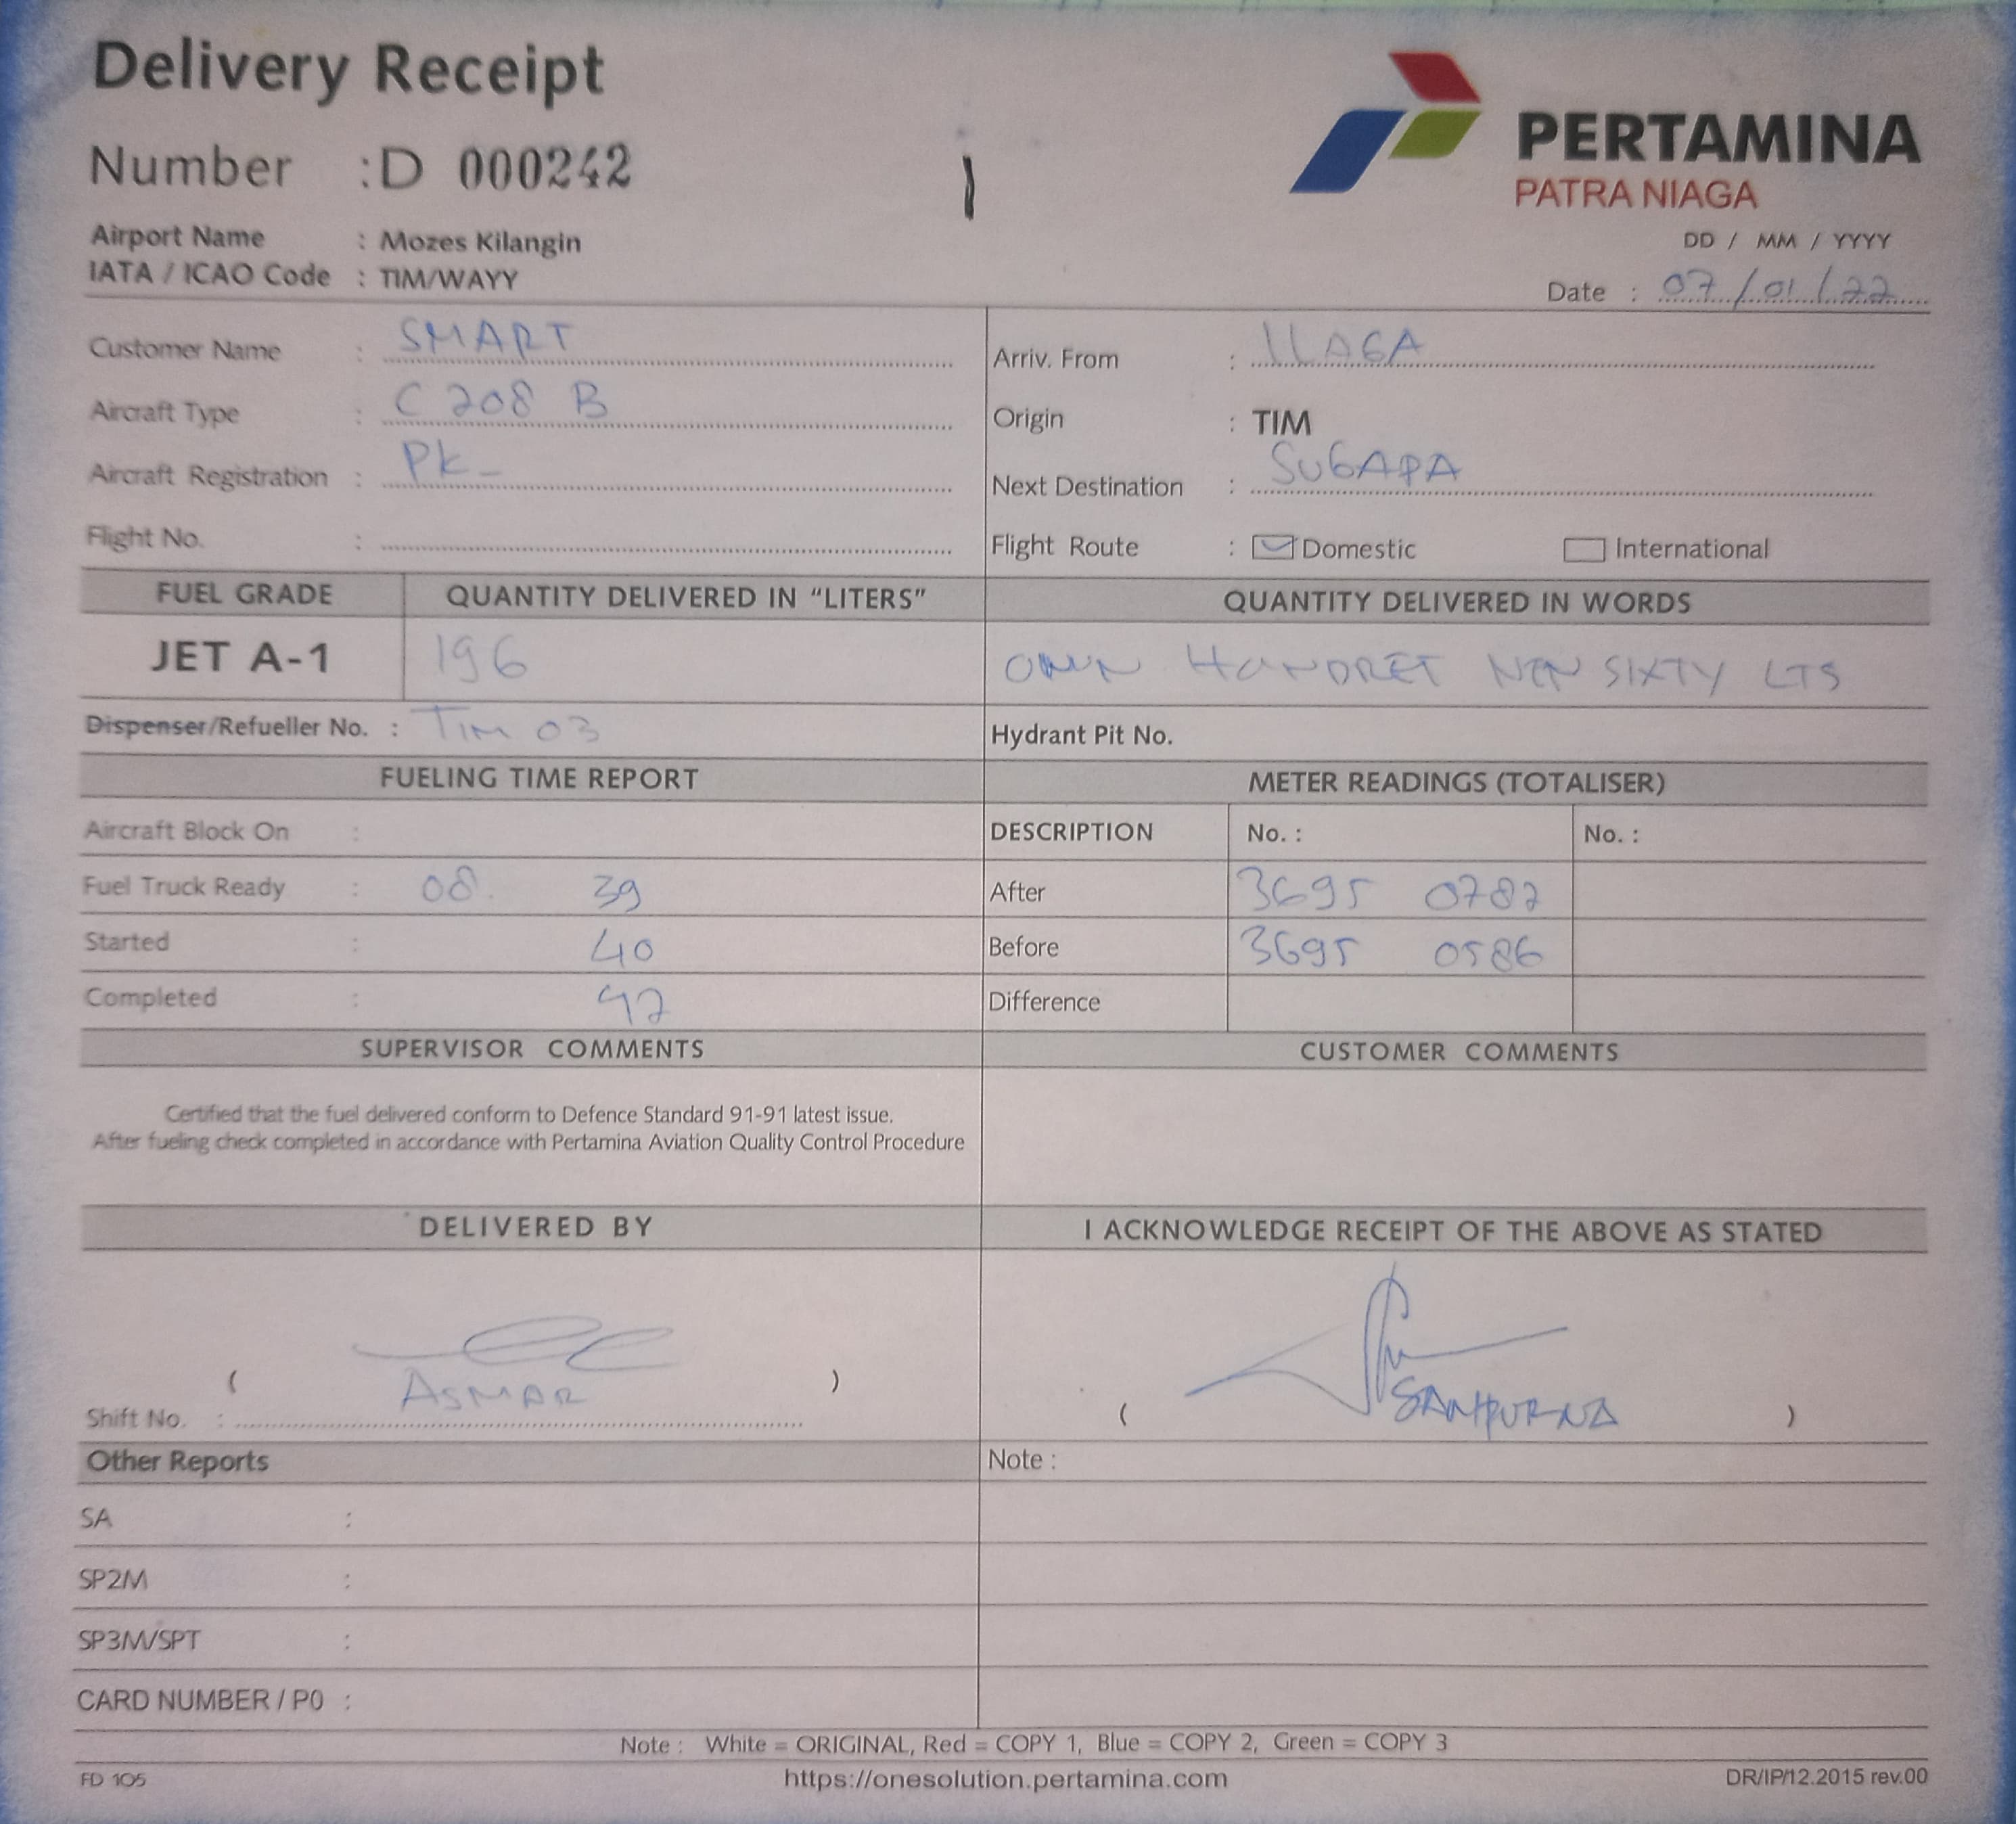 Delivery Receipt
Number : D 000242
PERTAMINA
PATRA NIAGA
Airport Name : Mozes Kilangin
IATA / ICAO Code : TIM/WAYY
DD / MM / YYYY
Date : 07/01/22
Customer Name : SMART
Arriv. From : ILAGA
Aircraft Type : C 208 B
Origin : TIM
Aircraft Registration : PK-
Next Destination : SUGAPA
Flight No. :
Flight Route : Domestic International
FUEL GRADE QUANTITY DELIVERED IN “LITERS” QUANTITY DELIVERED IN WORDS
JET A-1 196 HUNDRET NEN SIXTY LTS
Dispenser/Refueller No. : TIM 03 Hydrant Pit No.
FUELING TIME REPORT METER READINGS (TOTALISER)
Aircraft Block On : DESCRIPTION No. : No. :
Fuel Truck Ready : 08. 39 After 3695 0782
Started : 40 Before 3695 0586
Completed : 42 Difference
SUPERVISOR COMMENTS CUSTOMER COMMENTS
Certified that the fuel delivered conform to Defence Standard 91-91 latest issue.
After fueling check completed in accordance with Pertamina Aviation Quality Control Procedure
DELIVERED BY I ACKNOWLEDGE RECEIPT OF THE ABOVE AS STATED
( ASMAR ) ( SAMPURNA )
Shift No. :
Other Reports Note :
SA :
SP2M :
SP3M/SPT :
CARD NUMBER / P0 :
Note : White = ORIGINAL, Red = COPY 1, Blue = COPY 2, Green = COPY 3
FD 105 https://onesolution.pertamina.com DR/IP/12.2015 rev.00